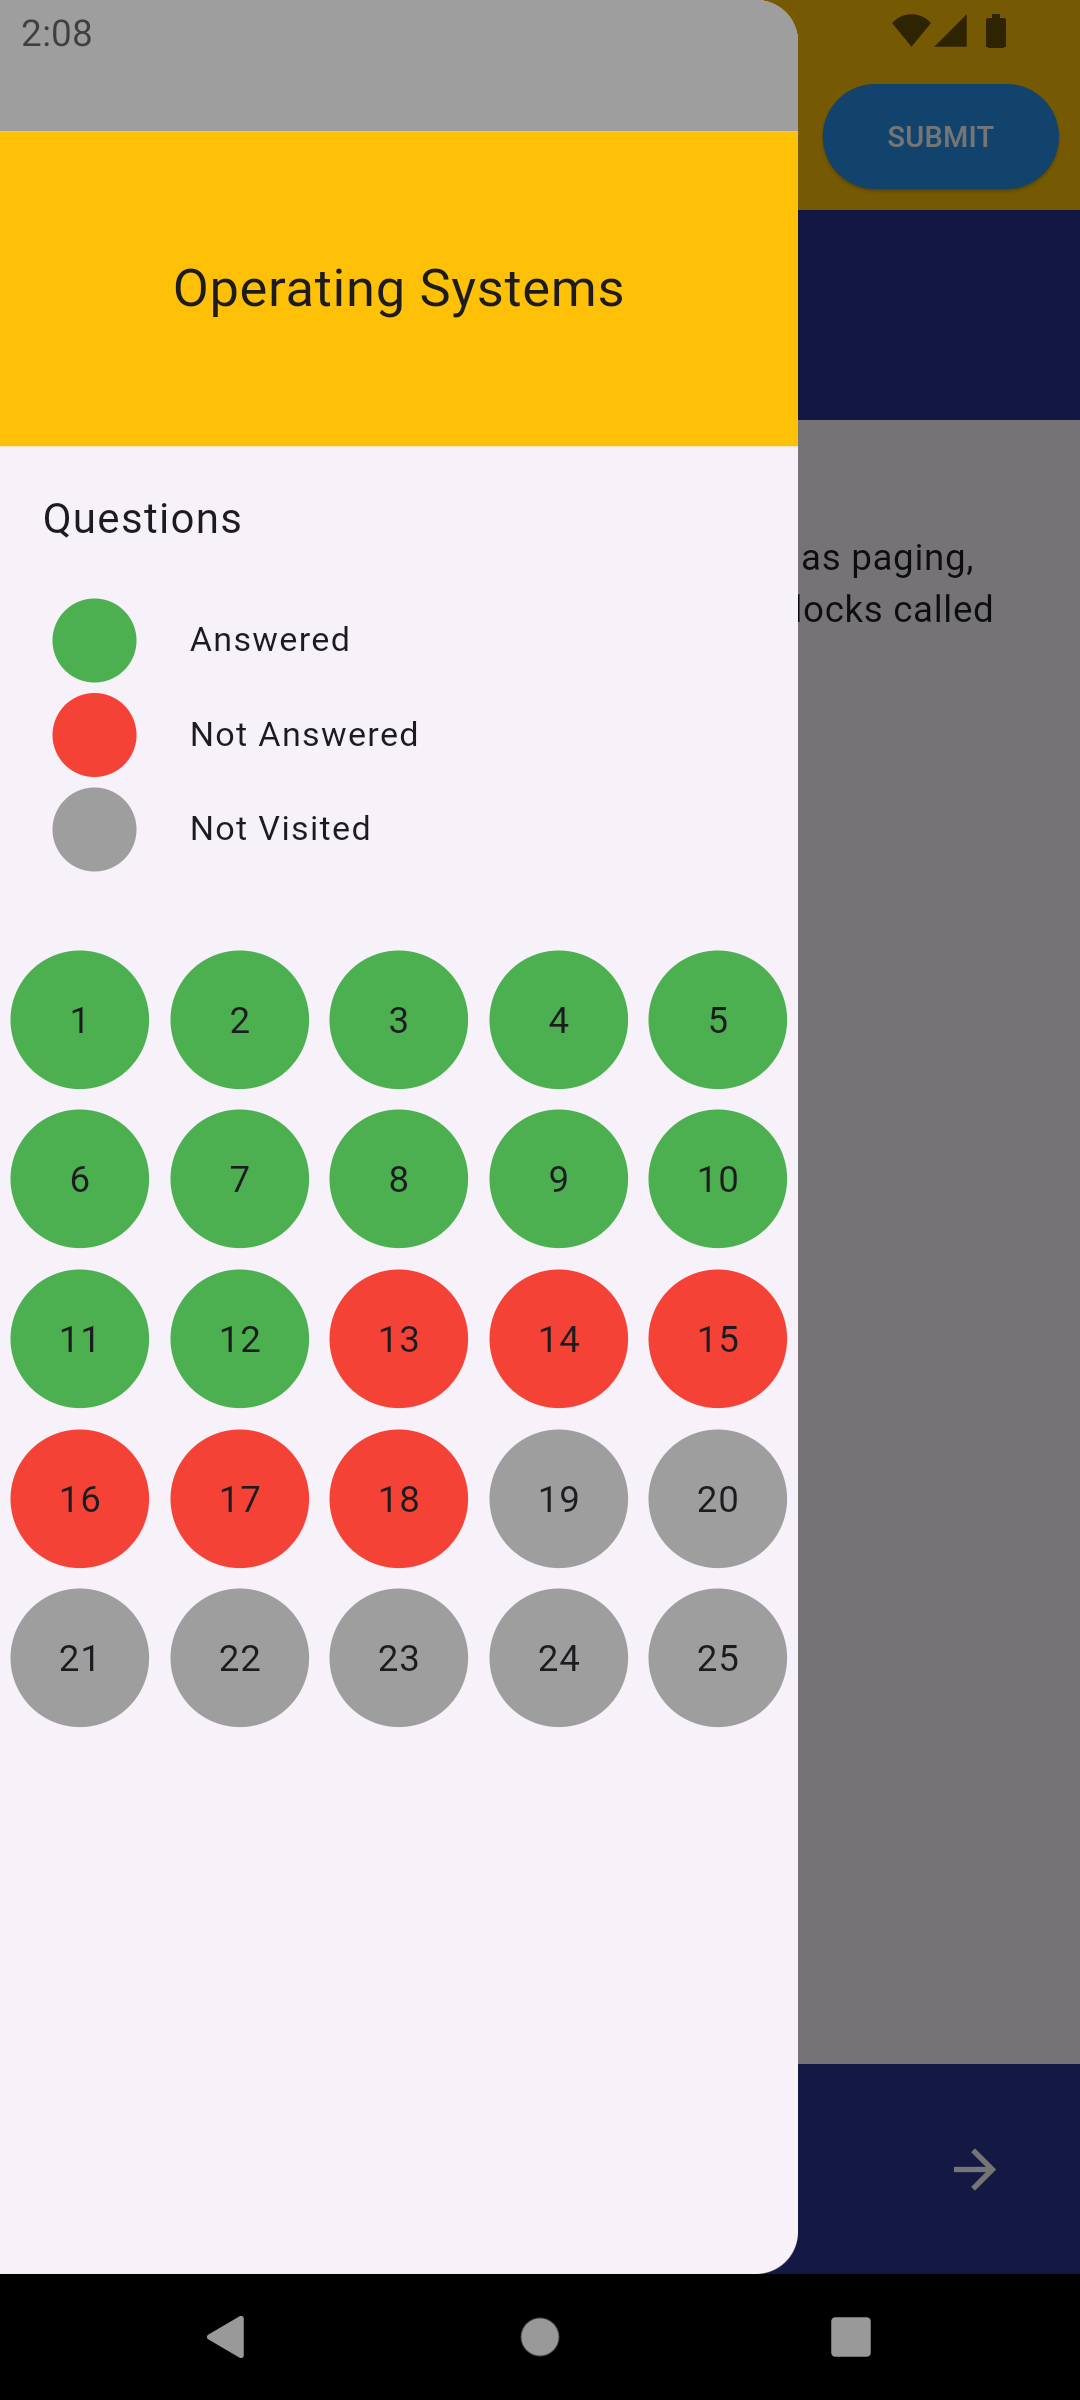 2:08
SUBMIT
Operating Systems
Questions
as paging,
locks called
Answered
Not Answered
Not Visited
1 2 3 4 5
6 7 8 9 10
11 12 13 14 15
16 17 18 19 20
21 22 23 24 25